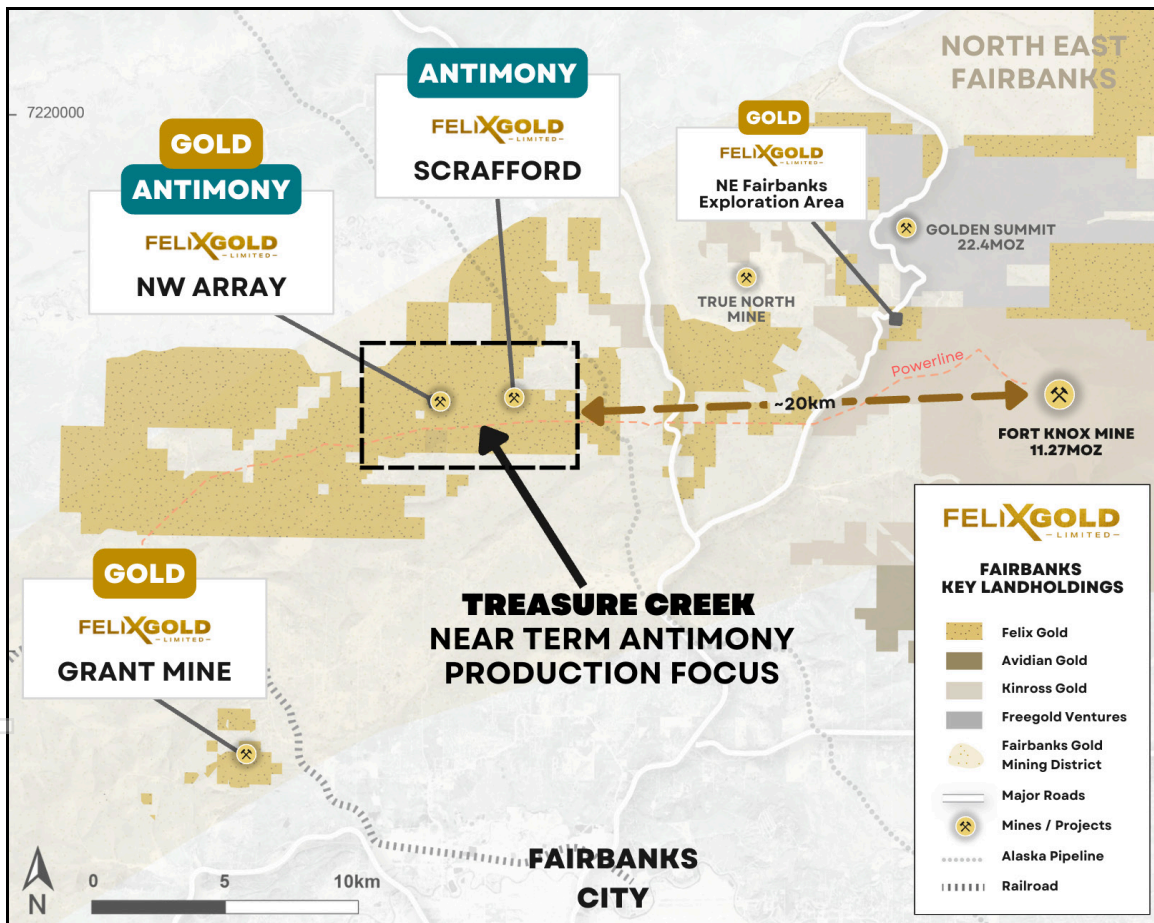 NORTH EAST
FAIRBANKS
7220000
ANTIMONY
FELIXGOLD
LIMITED
SCRAFFORD
GOLD
ANTIMONY
FELIXGOLD
LIMITED
NW ARRAY
GOLD
FELIXGOLD
LIMITED
NE Fairbanks
Exploration Area
GOLDEN SUMMIT
22.4MOZ
TRUE NORTH
MINE
Powerline
~20km
FORT KNOX MINE
11.27MOZ
GOLD
FELIXGOLD
LIMITED
GRANT MINE
TREASURE CREEK
NEAR TERM ANTIMONY
PRODUCTION FOCUS
FAIRBANKS
CITY
N
0 5 10km
FELIXGOLD
LIMITED
FAIRBANKS
KEY LANDHOLDINGS
Felix Gold
Avidian Gold
Kinross Gold
Freegold Ventures
Fairbanks Gold
Mining District
Major Roads
Mines / Projects
Alaska Pipeline
Railroad